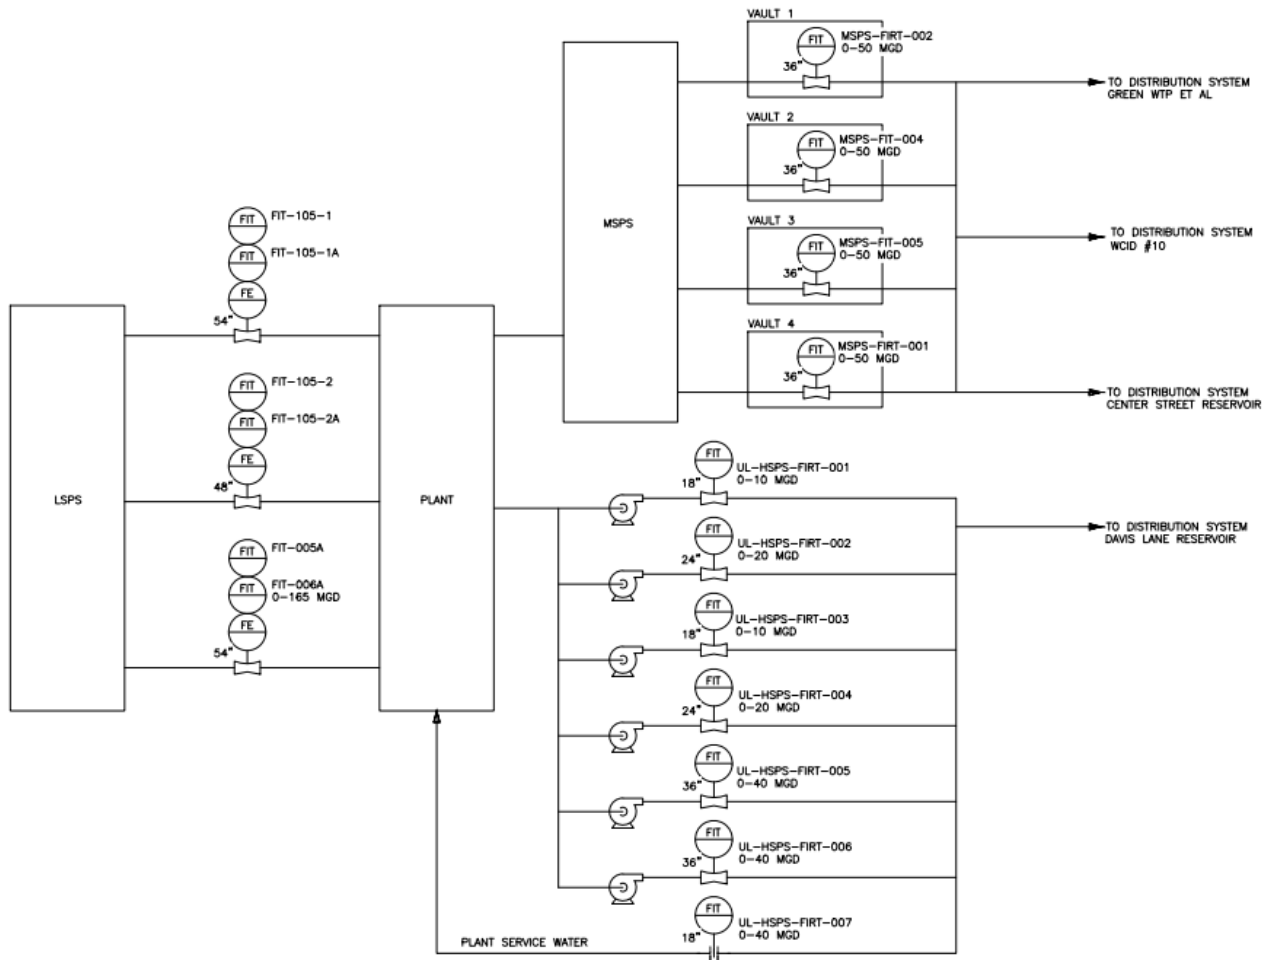 VAULT 1
FIT
MSPS-FIRT-002
0-50 MGD
36"
TO DISTRIBUTION SYSTEM
GREEN WTP ET AL
VAULT 2
FIT
MSPS-FIT-004
0-50 MGD
36"
MSPS
VAULT 3
FIT
MSPS-FIT-005
0-50 MGD
36"
TO DISTRIBUTION SYSTEM
WCID #10
VAULT 4
FIT
MSPS-FIRT-001
0-50 MGD
36"
TO DISTRIBUTION SYSTEM
CENTER STREET RESERVOIR
FIT
FIT-105-1
FIT
FIT-105-1A
FE
54"
FIT
FIT-105-2
FIT
FIT-105-2A
FE
48"
LSPS
PLANT
FIT
FIT-005A
FIT
FIT-006A
0-165 MGD
FE
54"
FIT
UL-HSPS-FIRT-001
0-10 MGD
18"
TO DISTRIBUTION SYSTEM
DAVIS LANE RESERVOIR
FIT
UL-HSPS-FIRT-002
0-20 MGD
24"
FIT
UL-HSPS-FIRT-003
0-10 MGD
18"
FIT
UL-HSPS-FIRT-004
0-20 MGD
24"
FIT
UL-HSPS-FIRT-005
0-40 MGD
36"
FIT
UL-HSPS-FIRT-006
0-40 MGD
36"
FIT
UL-HSPS-FIRT-007
0-40 MGD
18"
PLANT SERVICE WATER